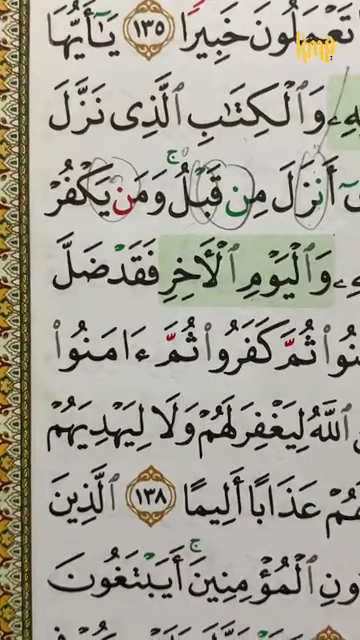 تَعْمَلُونَ خَبِيرًا ١٣٥ يَـٰٓأَيُّهَا
kmp
وَٱلْكِتَـٰبِ ٱلَّذِى نَزَّلَ
أَنزَلَ مِن قَبْلُ ۚ وَمَن يَكْفُرْ
وَٱلْيَوْمِ ٱلْأَخِرِ فَقَدْ ضَلَّ
ثُمَّ كَفَرُوا۟ ثُمَّ ءَامَنُوا۟
ٱللَّهُ لِيَغْفِرَ لَهُمْ وَلَا لِيَهْدِيَهُمْ
عَذَابًا أَلِيمًا ١٣٨ ٱلَّذِينَ
ٱلْمُؤْمِنِينَ ۚ أَيَبْتَغُونَ